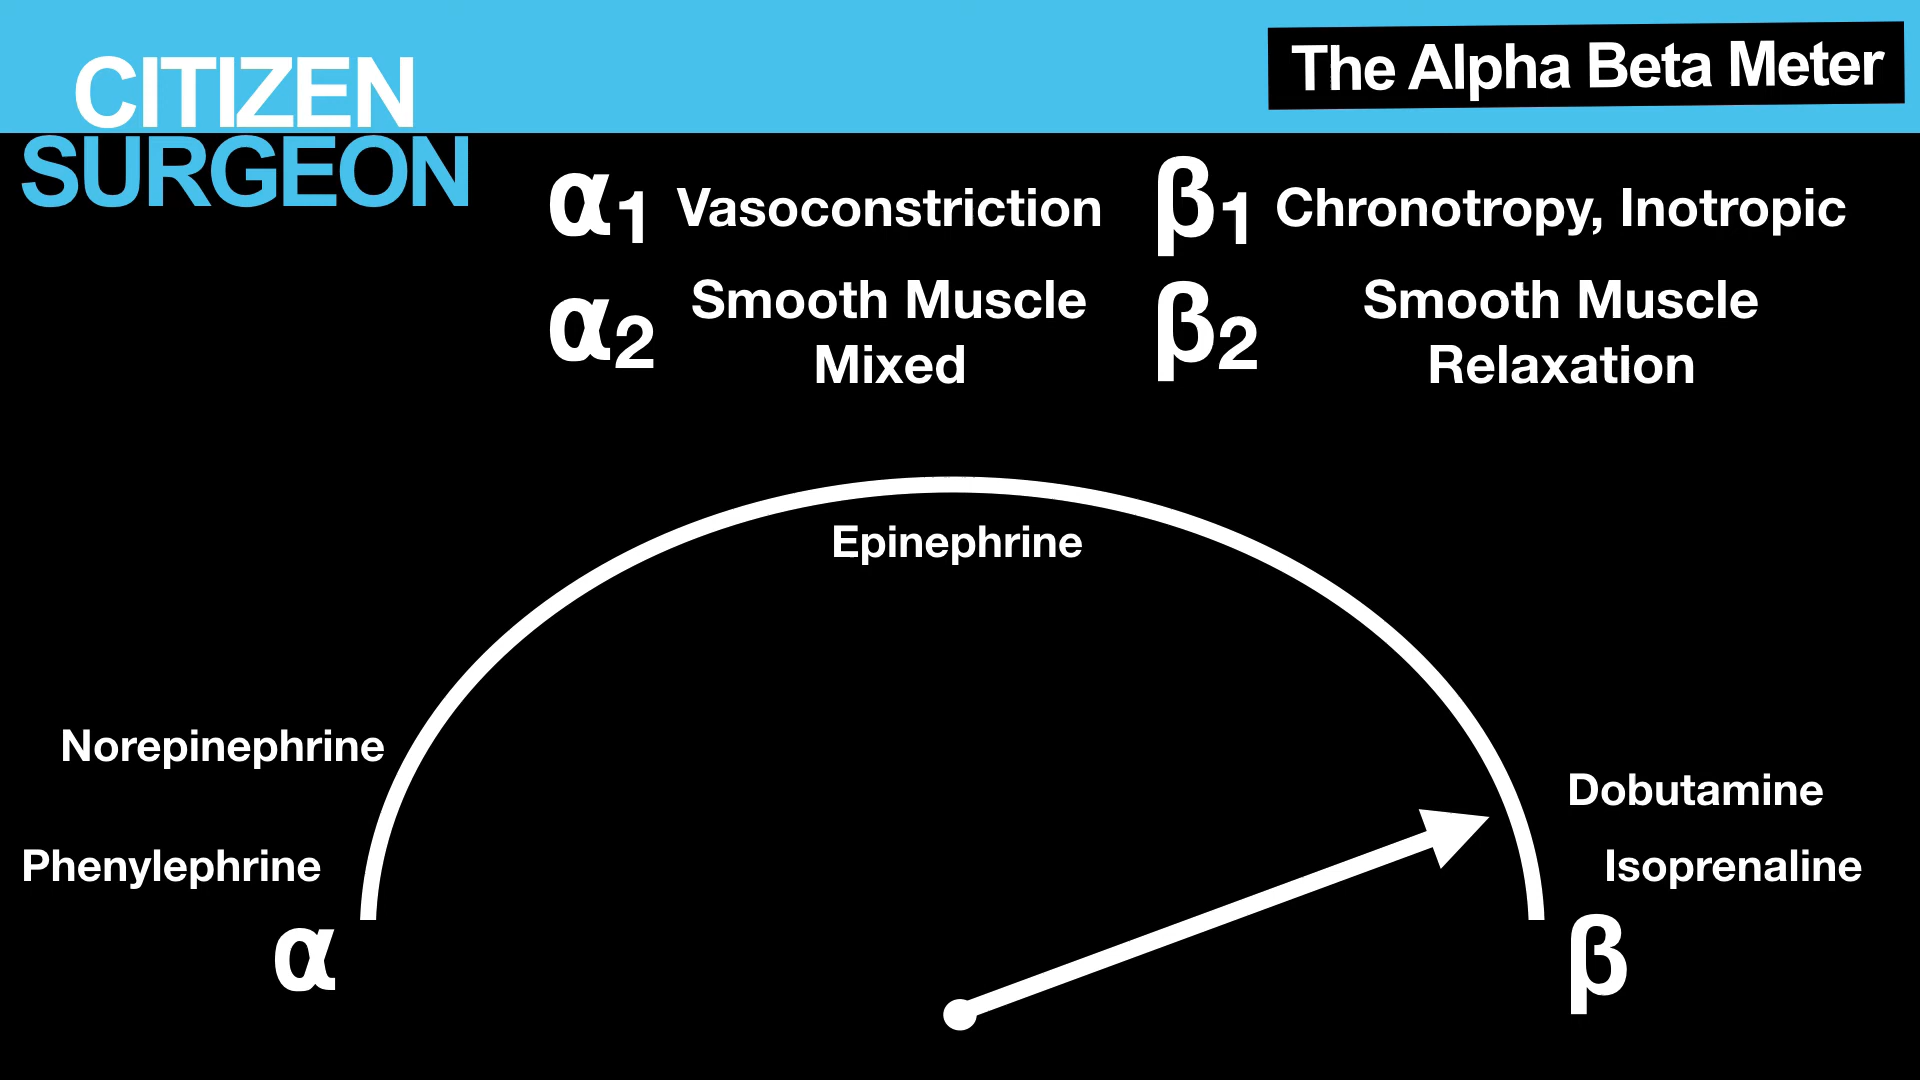 CITIZEN
SURGEON
The Alpha Beta Meter
α1 Vasoconstriction
β1 Chronotropy, Inotropic
α2 Smooth Muscle
Mixed
β2 Smooth Muscle
Relaxation
Epinephrine
Norepinephrine
Dobutamine
Phenylephrine
Isoprenaline
α
β